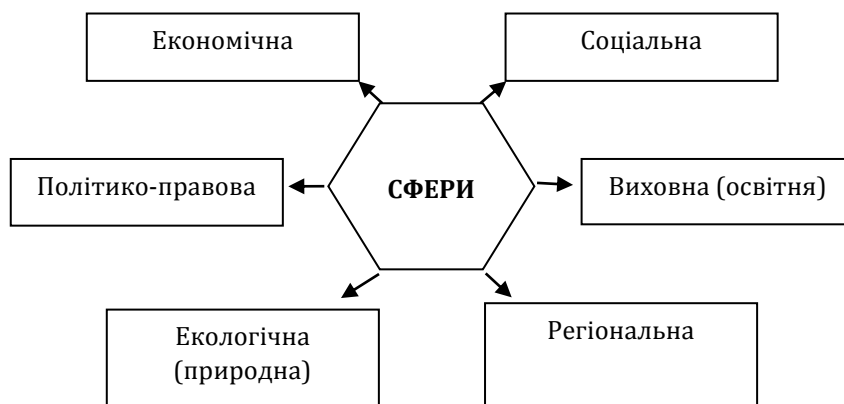 Економічна
Соціальна
Політико-правова
СФЕРИ
Виховна (освітня)
Екологічна
(природна)
Регіональна